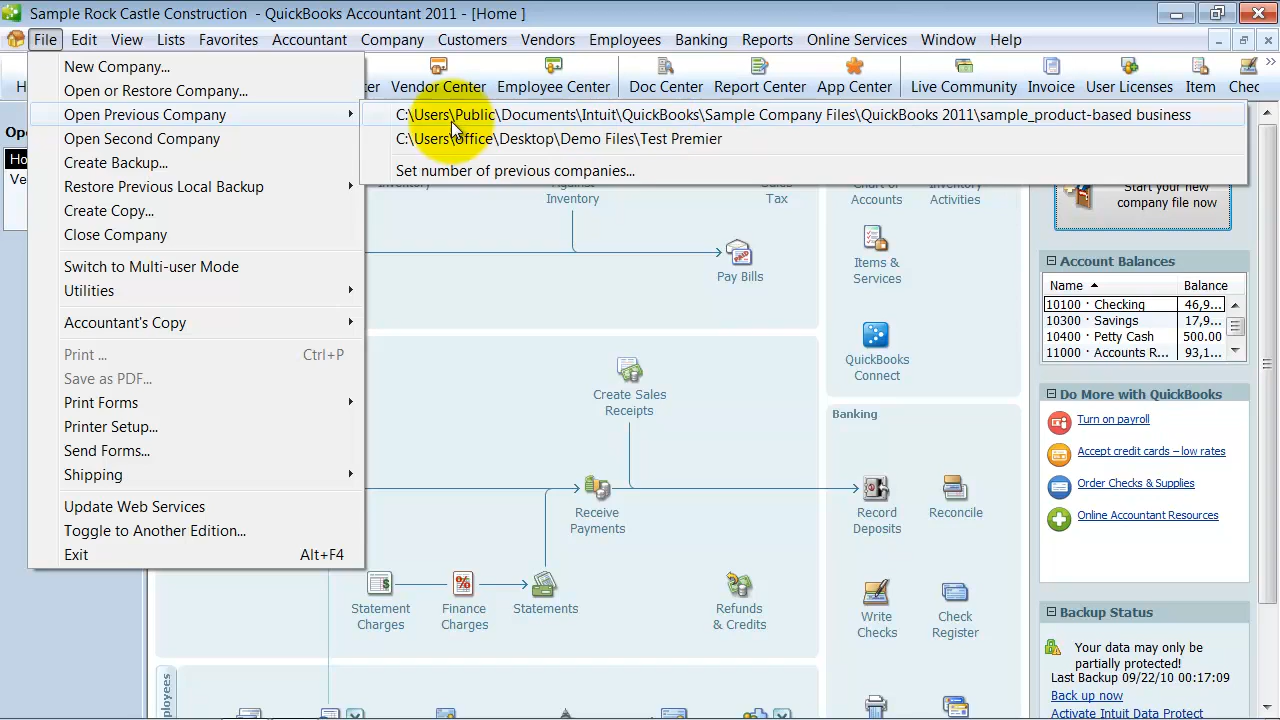 Sample Rock Castle Construction - QuickBooks Accountant 2011 - [Home ]
File Edit View Lists Favorites Accountant Company Customers Vendors Employees Banking Reports Online Services Window Help
Vendor Center Employee Center Doc Center Report Center App Center Live Community Invoice User Licenses Item
New Company...
Open or Restore Company...
Open Previous Company
Open Second Company
Create Backup...
Restore Previous Local Backup
Create Copy...
Close Company
Switch to Multi-user Mode
Utilities
Accountant's Copy
Print ... Ctrl+P
Save as PDF...
Print Forms
Printer Setup...
Send Forms...
Shipping
Update Web Services
Toggle to Another Edition...
Exit Alt+F4
C:\Users\Public\Documents\Intuit\QuickBooks\Sample Company Files\QuickBooks 2011\sample_product-based business
C:\Users\office\Desktop\Demo Files\Test Premier
Set number of previous companies...
Inventory
Tax
Accounts
Activities
Pay Bills
Items & Services
QuickBooks Connect
Create Sales Receipts
Receive Payments
Statement Charges
Finance Charges
Statements
Refunds & Credits
Banking
Record Deposits
Reconcile
Write Checks
Check Register
Start your new
company file now
Account Balances
Name Balance
10100 · Checking 46,9...
10300 · Savings 17,9...
10400 · Petty Cash 500.00
11000 · Accounts R... 93,1...
Do More with QuickBooks
Turn on payroll
Accept credit cards – low rates
Order Checks & Supplies
Online Accountant Resources
Backup Status
Your data may only be
partially protected!
Last Backup 09/22/10 00:17:09
Back up now
Activate Intuit Data Protect